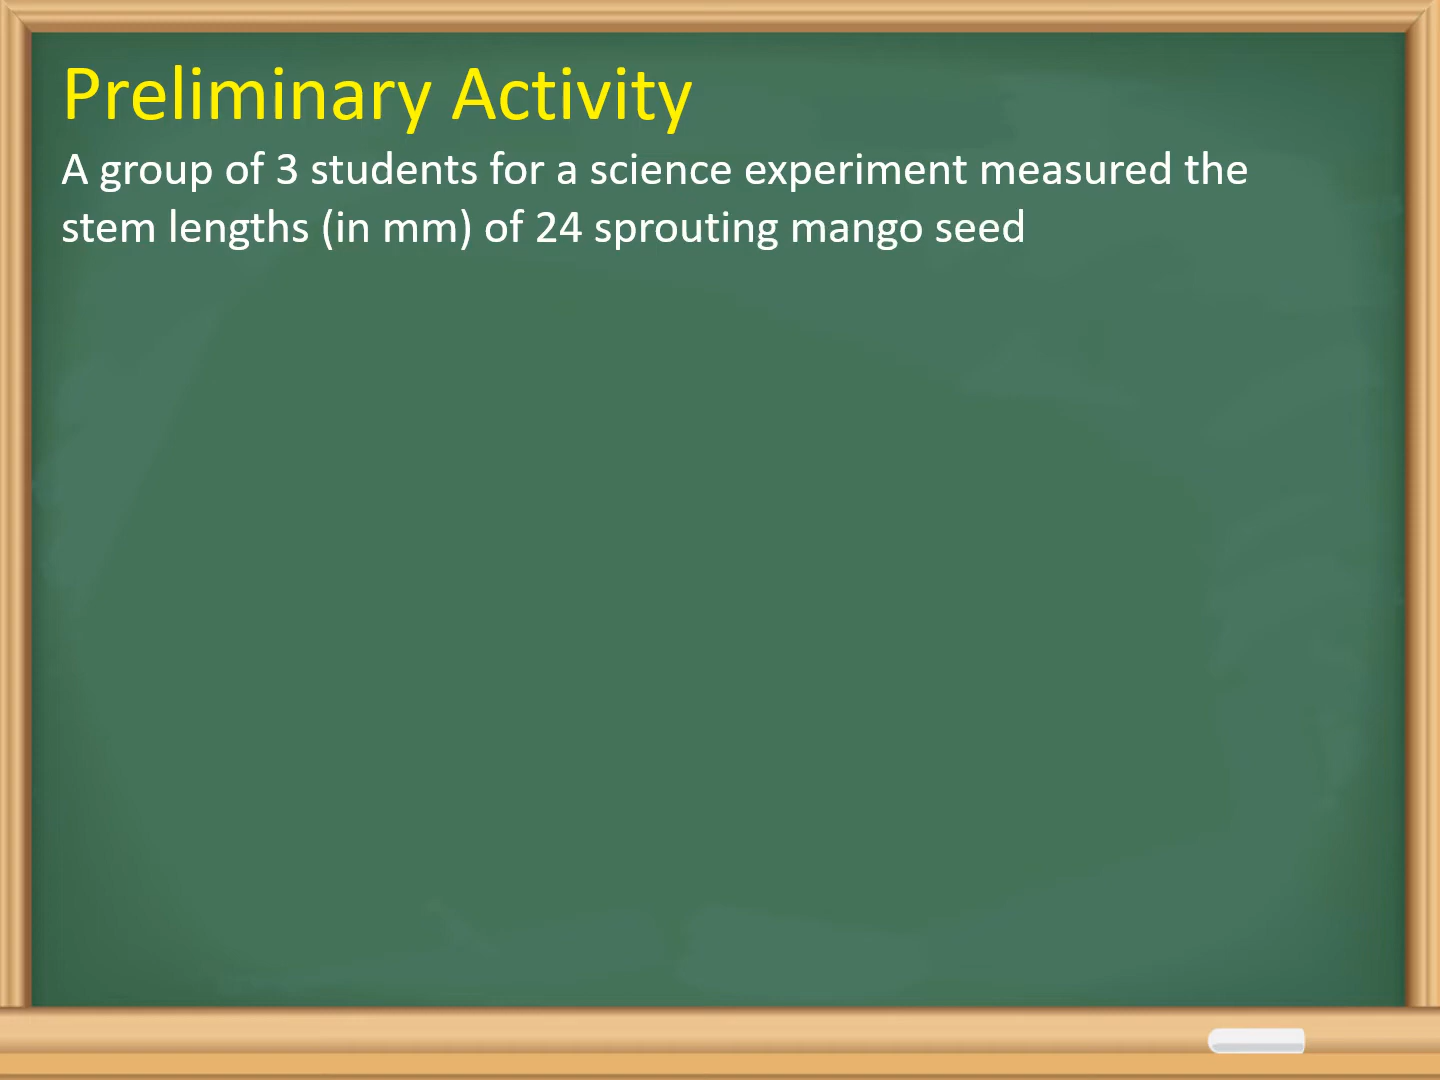 Preliminary Activity
A group of 3 students for a science experiment measured the
stem lengths (in mm) of 24 sprouting mango seed